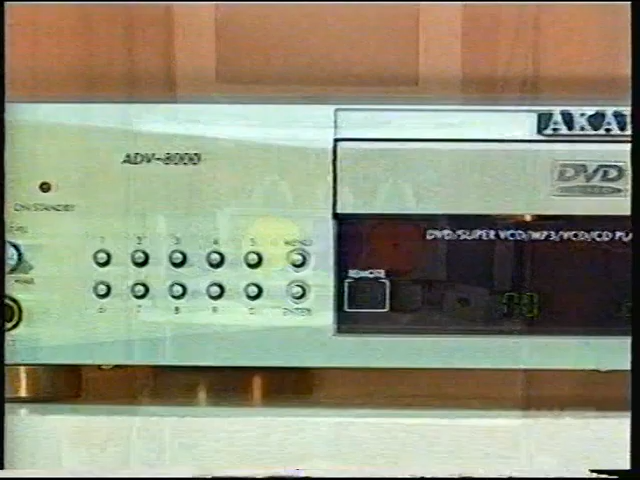 AKAI
ADV-8000
DVD
VIDEO
ON/STANDBY
DVD/SUPER VCD/MP3/VCD/CD PLA
1 2 3 4 5 MENU
REMOTE
6 7 8 9 0 ENTER